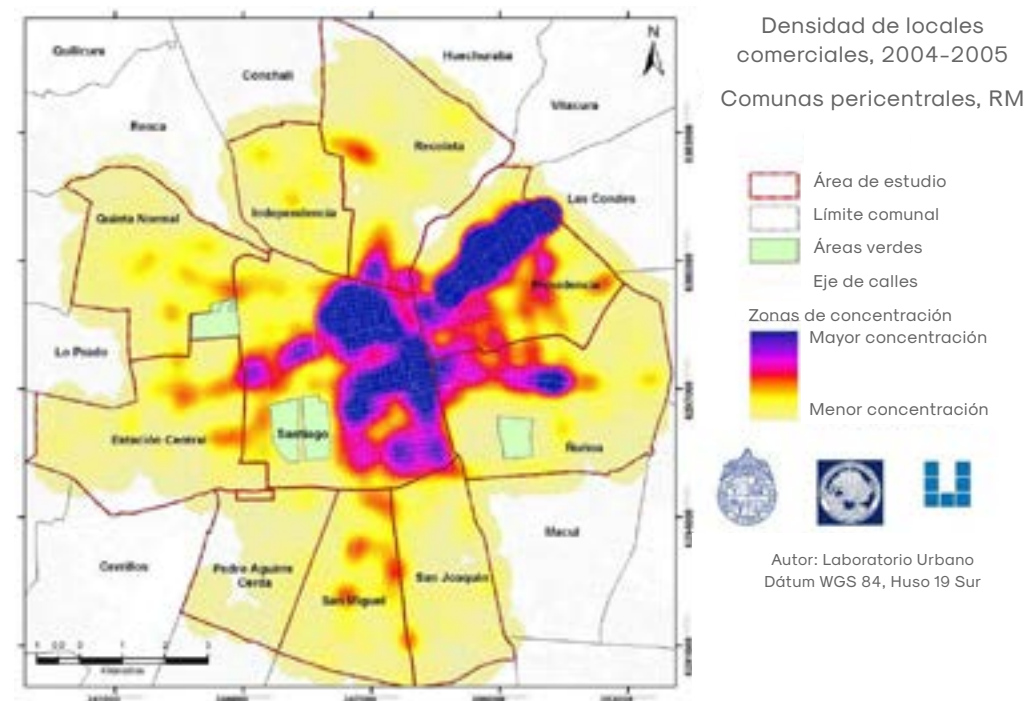 Densidad de locales
comerciales, 2004-2005
Comunas pericentrales, RM
Quilicura
Huechuraba
Conchalí
Vitacura
Renca
Recoleta
Las Condes
Quinta Normal
Independencia
Providencia
Lo Prado
Estación Central
Santiago
Ñuñoa
Macul
Cerrillos
Pedro Aguirre
Cerda
San Joaquín
San Miguel
N
Kilómetros
Área de estudio
Límite comunal
Áreas verdes
Eje de calles
Zonas de concentración
Mayor concentración
Menor concentración
Autor: Laboratorio Urbano
Dátum WGS 84, Huso 19 Sur